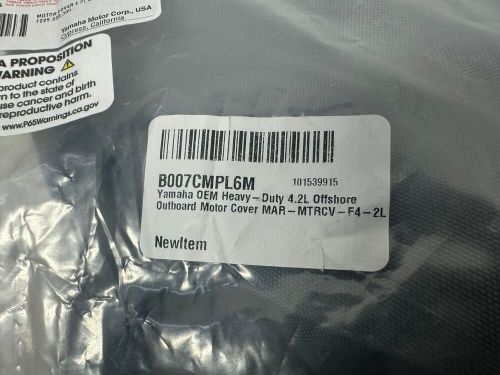 Yamaha Motor Corp., USA
Cypress, California
A PROPOSITION
WARNING
product contains
n to the state of
use cancer and birth
reproductive harm.
www.P65Warnings.ca.gov
B007CMPL6M 101539915
Yamaha OEM Heavy-Duty 4.2L Offshore
Outboard Motor Cover MAR-MTRCV-F4-2L
NewItem